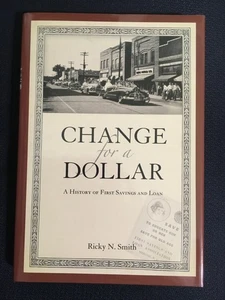 CHANGE
for a
DOLLAR
A HISTORY OF FIRST SAVINGS AND LOAN
Ricky N. Smith